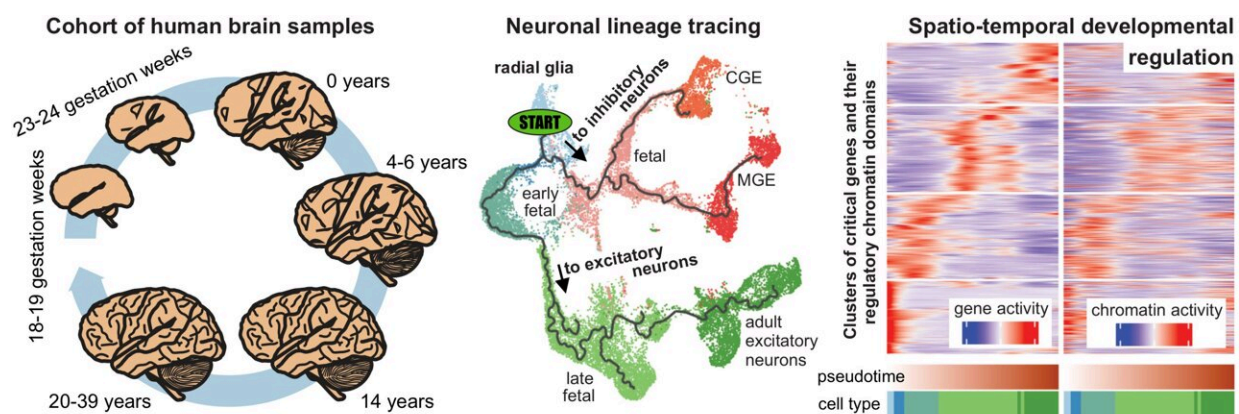 Cohort of human brain samples
23-24 gestation weeks
0 years
4-6 years
14 years
20-39 years
18-19 gestation weeks
Neuronal lineage tracing
radial glia
START
to inhibitory
neurons
CGE
fetal
MGE
early
fetal
to excitatory
neurons
adult
excitatory
neurons
late
fetal
Spatio-temporal developmental
regulation
Clusters of critical genes and their
regulatory chromatin domains
gene activity
chromatin activity
pseudotime
cell type